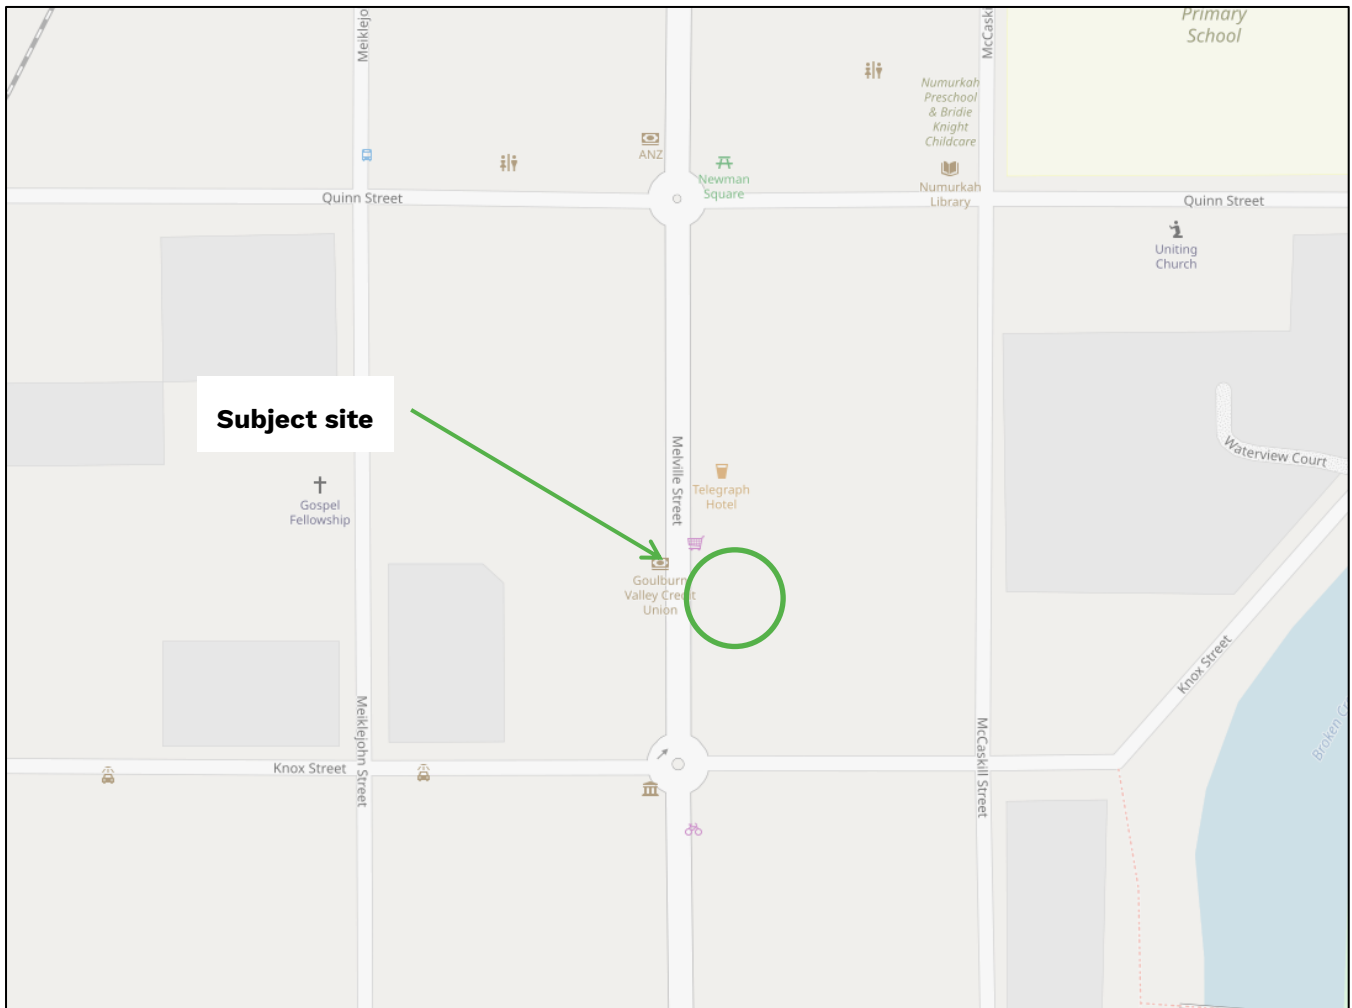 Meiklejo
McCaski
Primary
School
Numurkah
Preschool
& Bridie
Knight
Childcare
ANZ
Newman
Square
Numurkah
Library
Quinn Street
Quinn Street
Uniting
Church
Subject site
Melville Street
Waterview Court
Telegraph
Hotel
Gospel
Fellowship
Goulburn
Valley Credit
Union
Knox Street
Meiklejohn Street
McCaskill Street
Broken C
Knox Street